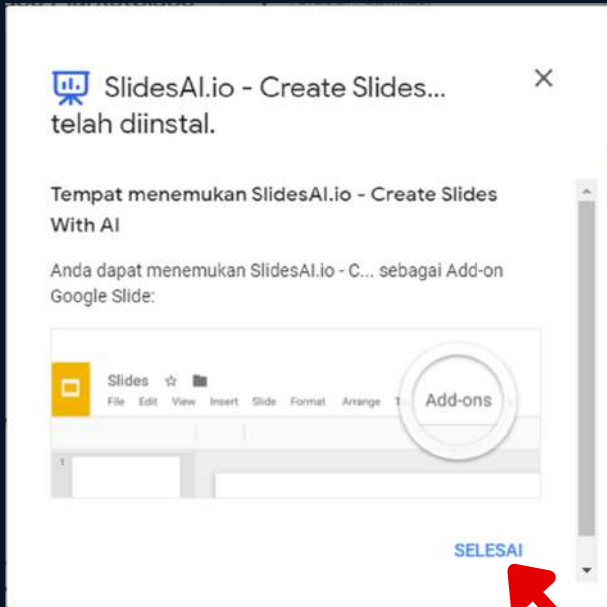 SlidesAI.io - Create Slides...
telah diinstal.
Tempat menemukan SlidesAI.io - Create Slides
With AI
Anda dapat menemukan SlidesAI.io - C... sebagai Add-on
Google Slide:
Slides
File Edit View Insert Slide Format Arrange T
Add-ons
1
SELESAI